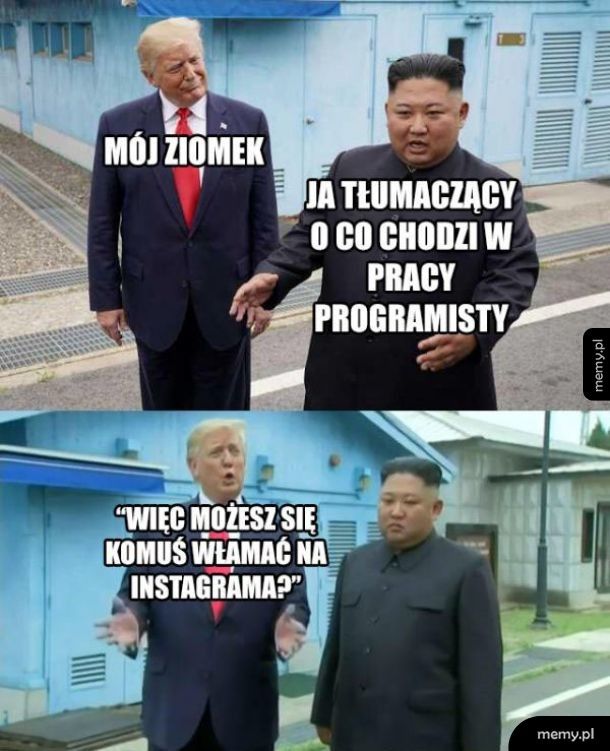 MÓJ ZIOMEK
JA TŁUMACZĄCY
O CO CHODZI W
PRACY
PROGRAMISTY
memy.pl
“WIĘC MOŻESZ SIĘ
KOMUŚ WŁAMAĆ NA
INSTAGRAMA?”
memy.pl